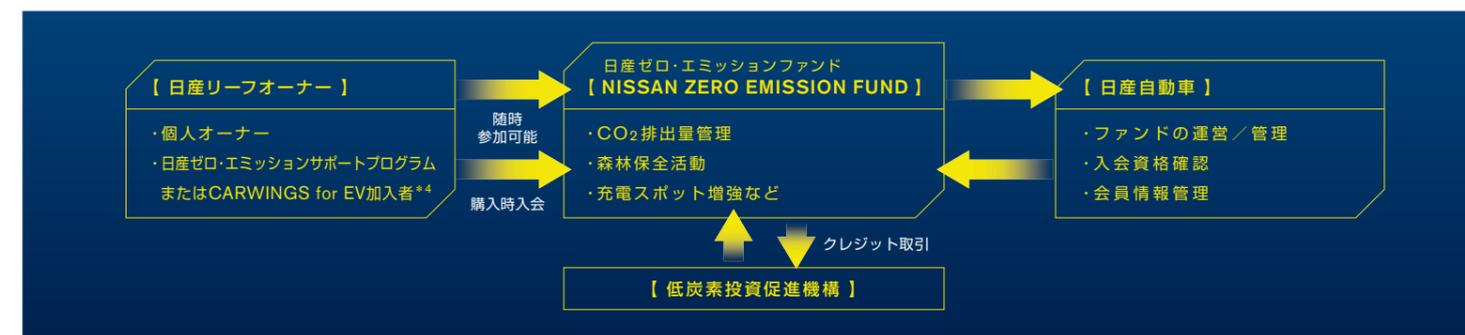 【 日産リーフオーナー 】
・個人オーナー
・日産ゼロ・エミッションサポートプログラム
またはCARWINGS for EV加入者*4
随時
参加可能
購入時入会
日産ゼロ・エミッションファンド
【 NISSAN ZERO EMISSION FUND 】
・CO2排出量管理
・森林保全活動
・充電スポット増強など
【 日産自動車 】
・ファンドの運営／管理
・入会資格確認
・会員情報管理
クレジット取引
【 低炭素投資促進機構 】